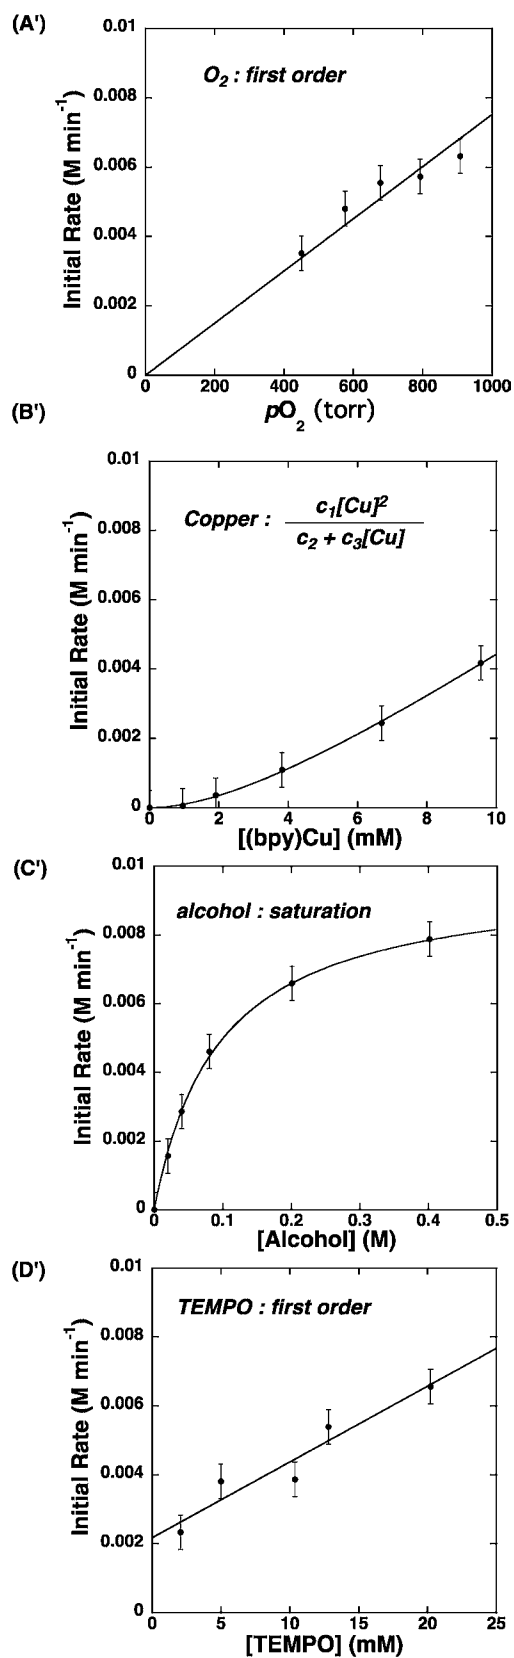 (A')
0.01
O₂ : first order
0.008
0.006
0.004
0.002
0
Initial Rate (M min⁻¹)
0 200 400 600 800 1000
pO₂ (torr)
(B')
0.01
Copper : c₁[Cu]² / c₂ + c₃[Cu]
0.008
0.006
0.004
0.002
0
Initial Rate (M min⁻¹)
0 2 4 6 8 10
[(bpy)Cu] (mM)
(C')
0.01
alcohol : saturation
0.008
0.006
0.004
0.002
0
Initial Rate (M min⁻¹)
0 0.1 0.2 0.3 0.4 0.5
[Alcohol] (M)
(D')
0.01
TEMPO : first order
0.008
0.006
0.004
0.002
0
Initial Rate (M min⁻¹)
0 5 10 15 20 25
[TEMPO] (mM)